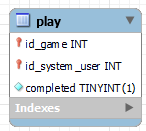 play
id_game INT
id_system_user INT
completed TINYINT(1)
Indexes